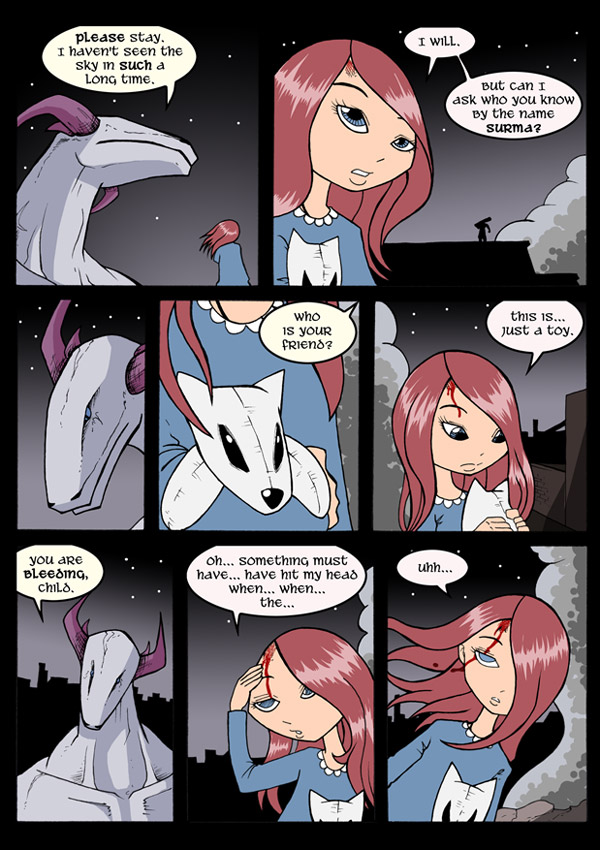 Please stay.
I haven't seen the
sky in such a
long time.
I will.
But can I
ask who you know
by the name
Surma?
Who
is your
friend?
This is...
just a toy.
You are
bleeding,
child.
Oh... something must
have... have hit my head
when... when...
the...
Uhh...